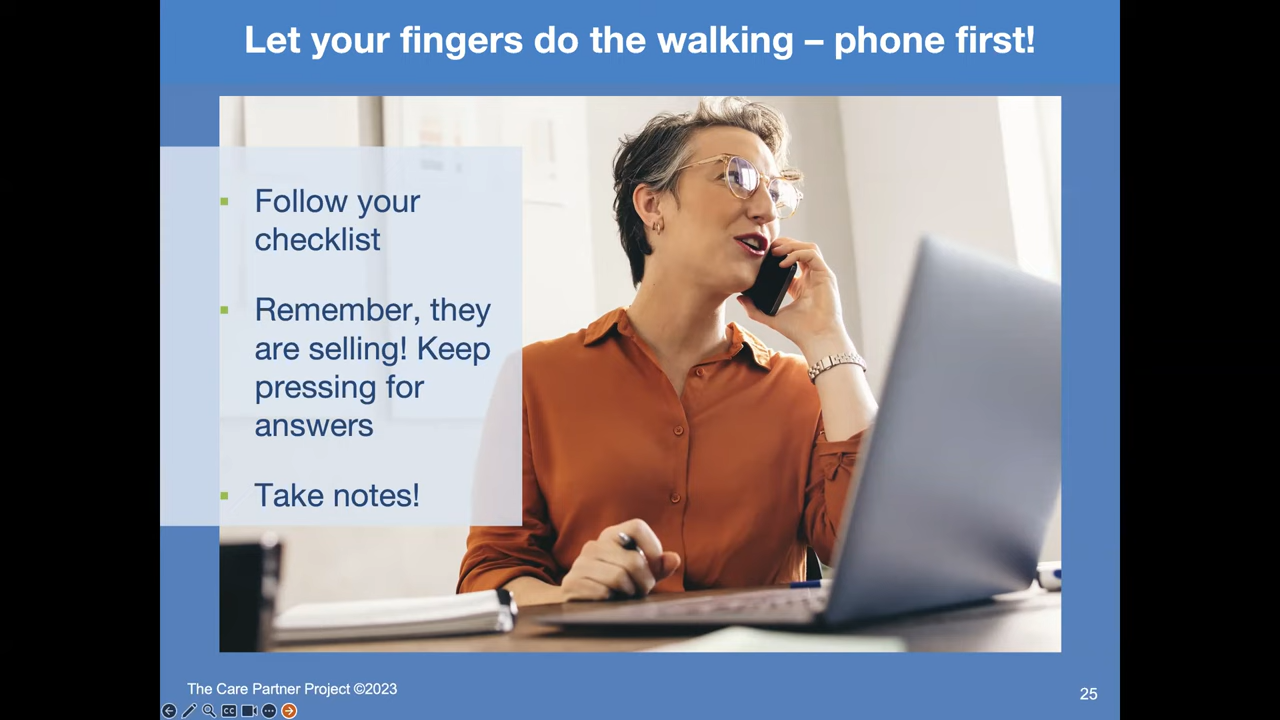 Let your fingers do the walking – phone first!
Follow your
checklist
Remember, they
are selling! Keep
pressing for
answers
Take notes!
The Care Partner Project ©2023
25
CC